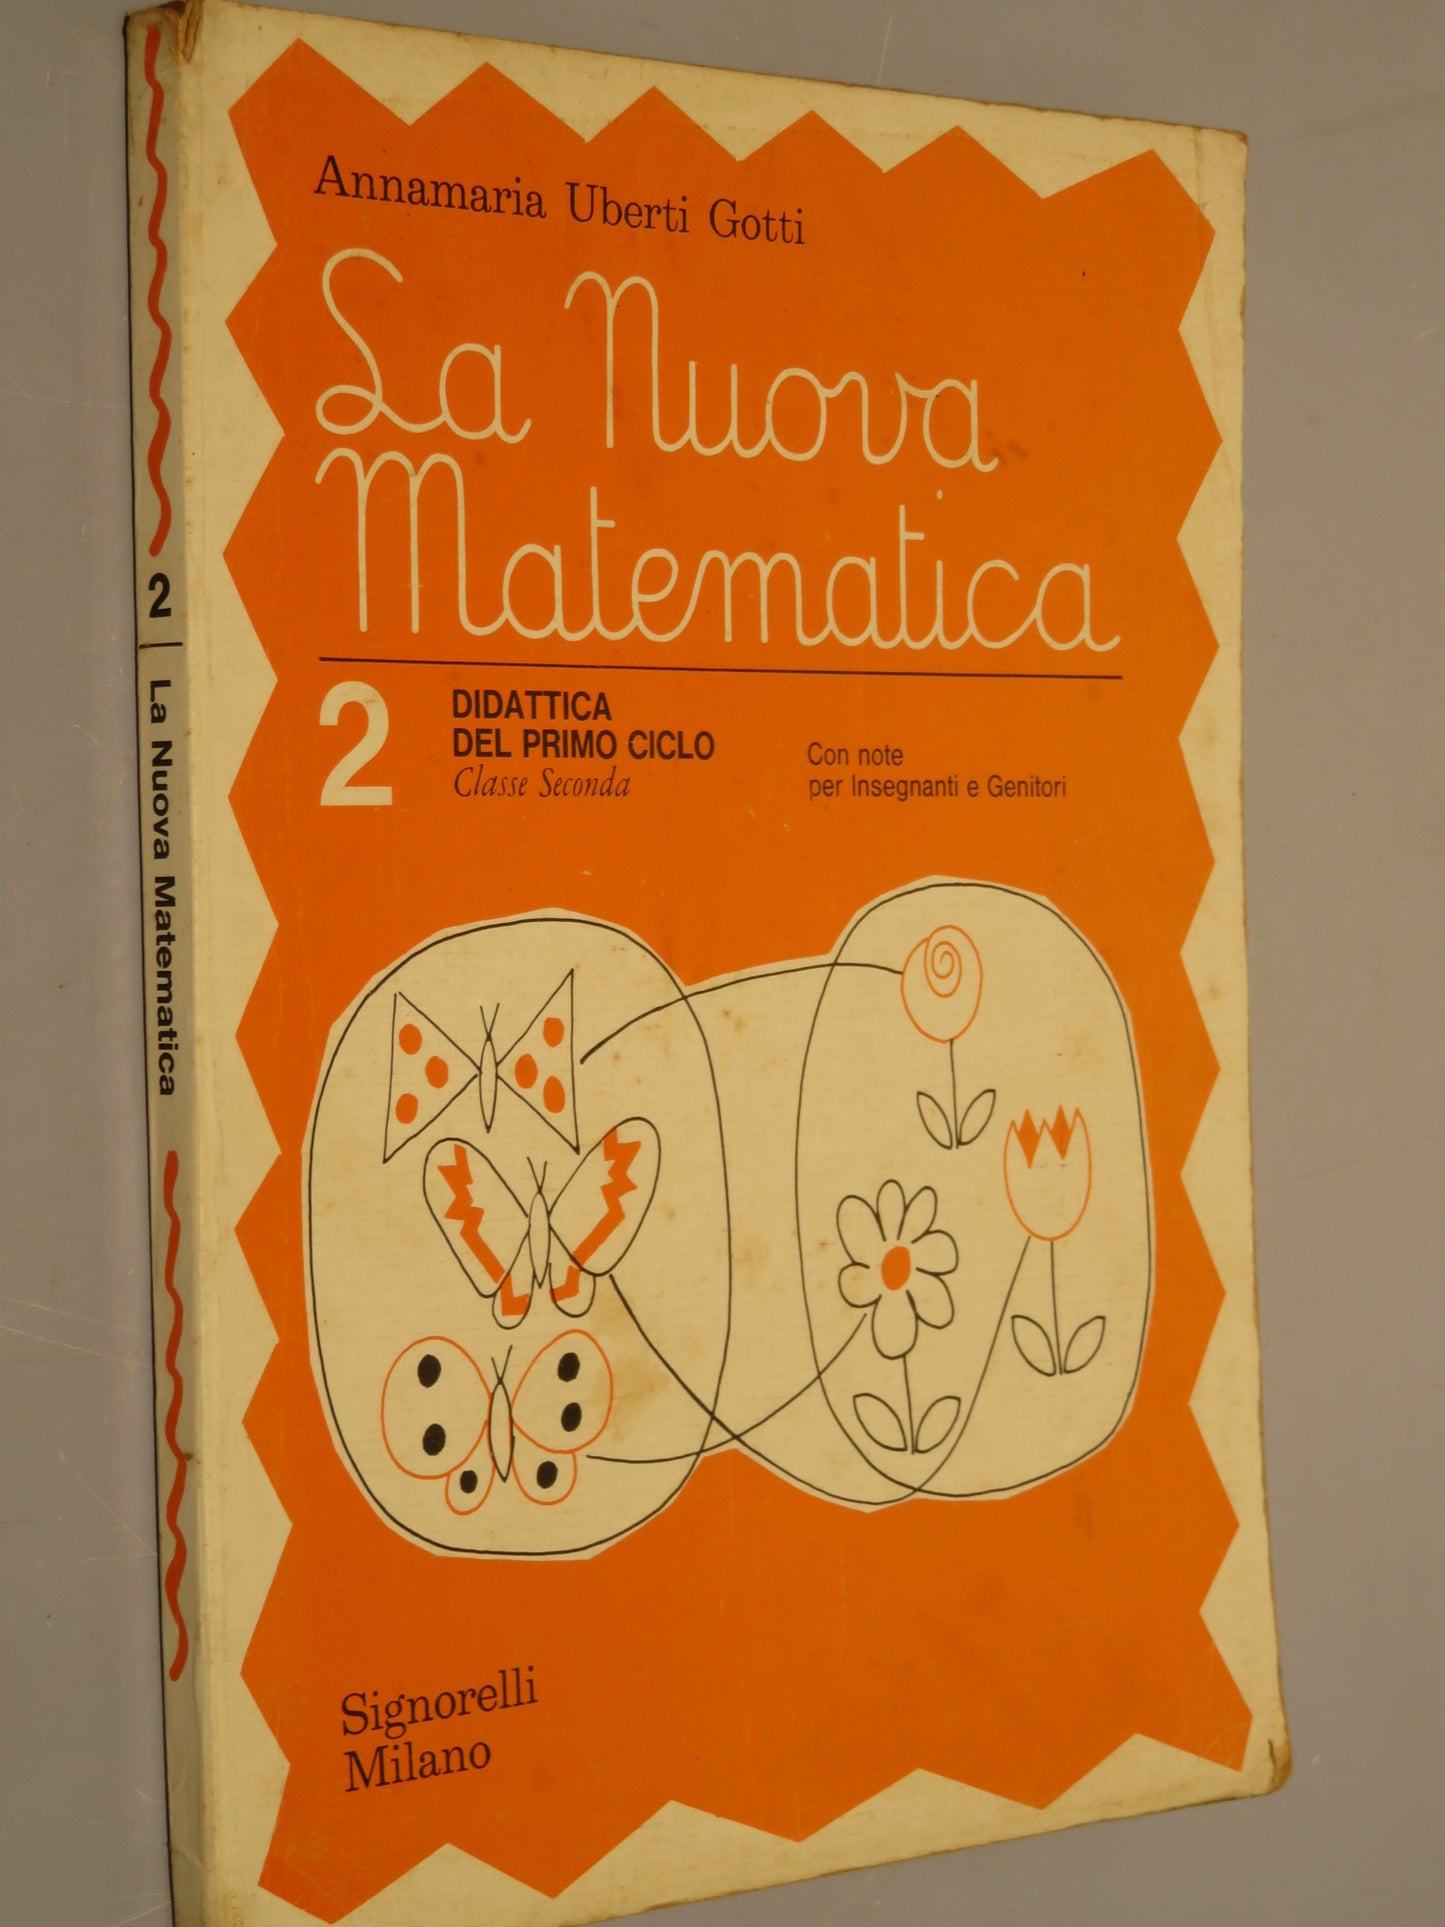 Annamaria Uberti Gotti
La Nuova
Matematica
2
DIDATTICA
DEL PRIMO CICLO
Classe Seconda
Con note
per Insegnanti e Genitori
Signorelli
Milano
2 | La Nuova Matematica